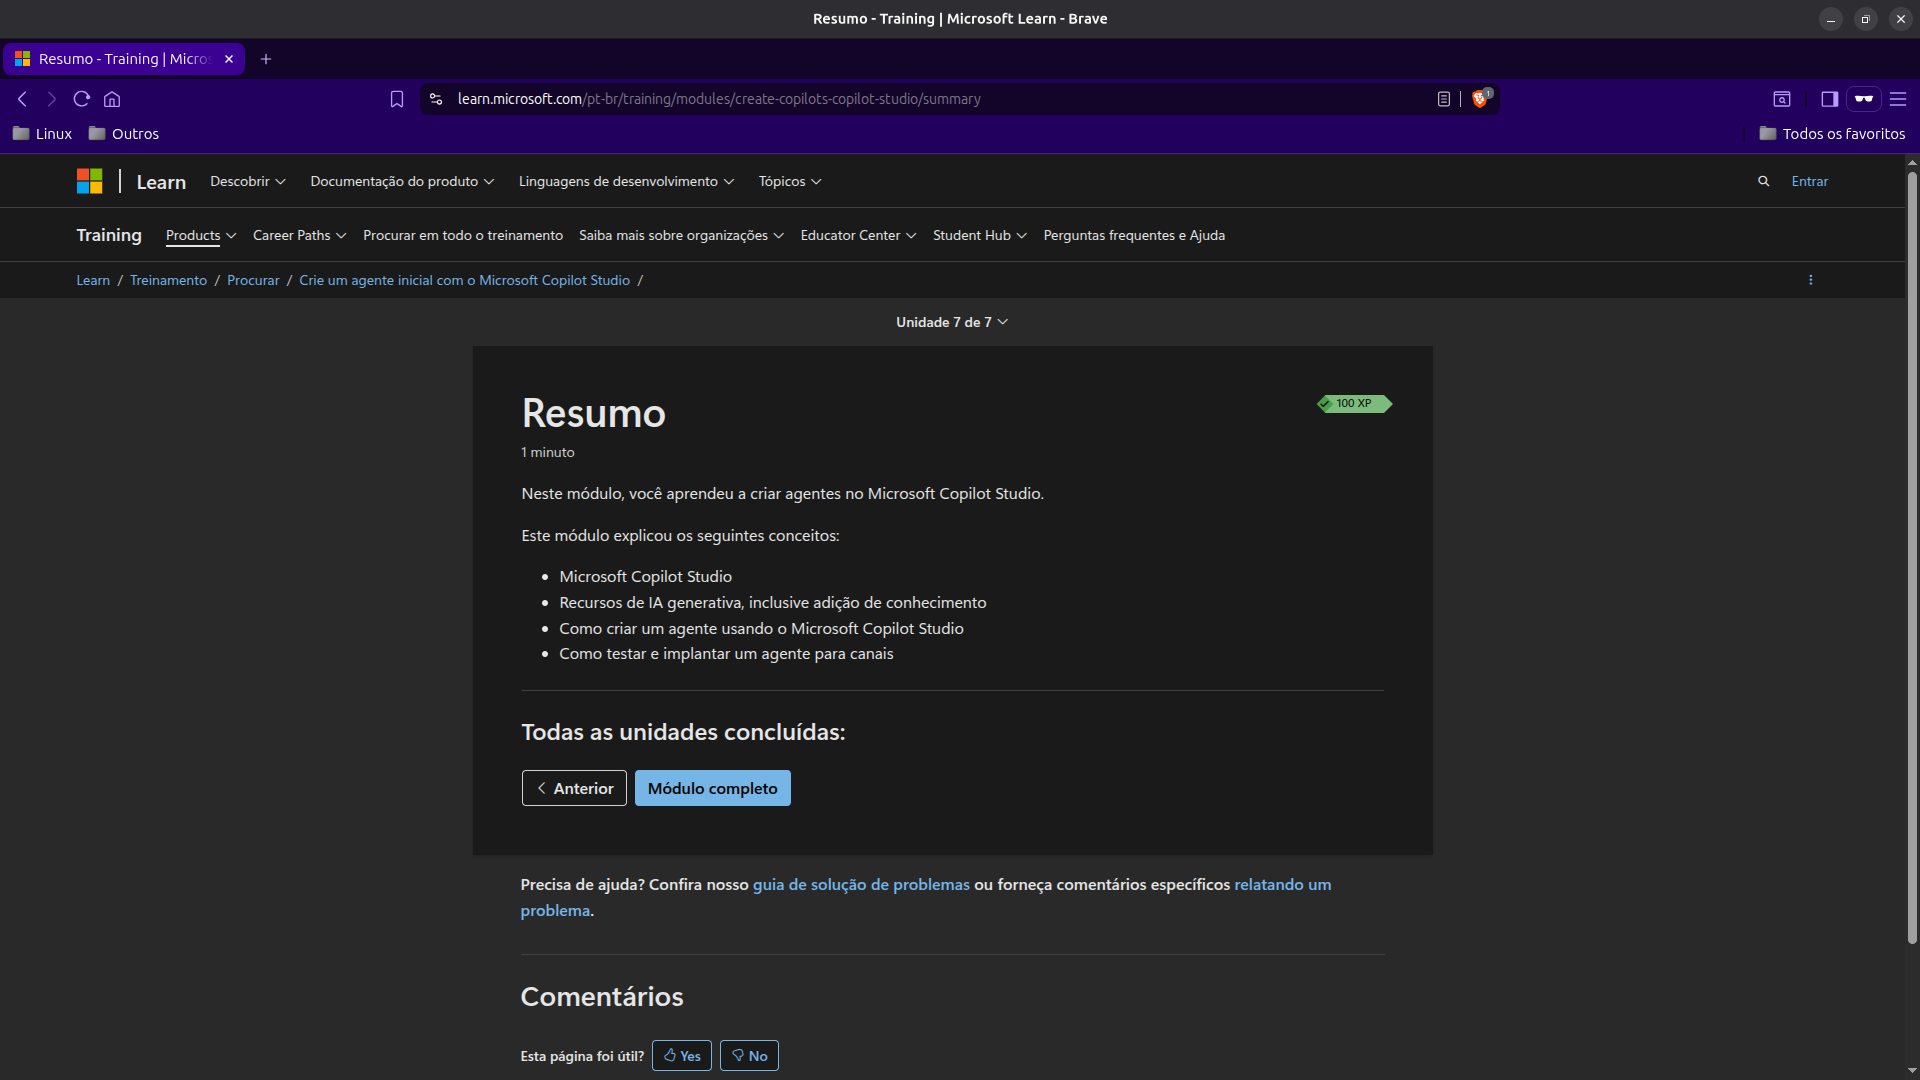 Resumo - Training | Microsoft Learn - Brave
Resumo - Training | Micros
learn.microsoft.com/pt-br/training/modules/create-copilots-copilot-studio/summary
1
Linux
Outros
Todos os favoritos
Learn
Descobrir
Documentação do produto
Linguagens de desenvolvimento
Tópicos
Entrar
Training
Products
Career Paths
Procurar em todo o treinamento
Saiba mais sobre organizações
Educator Center
Student Hub
Perguntas frequentes e Ajuda
Learn / Treinamento / Procurar / Crie um agente inicial com o Microsoft Copilot Studio /
Unidade 7 de 7
Resumo
100 XP
1 minuto
Neste módulo, você aprendeu a criar agentes no Microsoft Copilot Studio.
Este módulo explicou os seguintes conceitos:
• Microsoft Copilot Studio
• Recursos de IA generativa, inclusive adição de conhecimento
• Como criar um agente usando o Microsoft Copilot Studio
• Como testar e implantar um agente para canais
Todas as unidades concluídas:
Anterior
Módulo completo
Precisa de ajuda? Confira nosso guia de solução de problemas ou forneça comentários específicos relatando um
problema.
Comentários
Esta página foi útil?
Yes
No